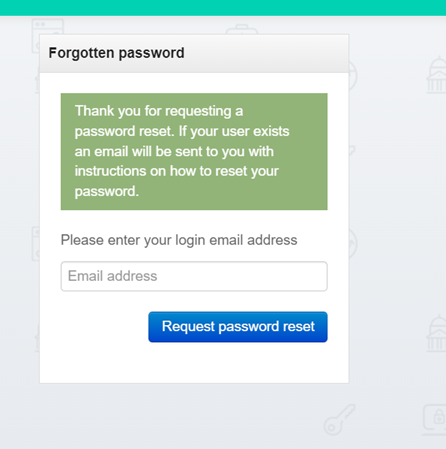 Forgotten password
Thank you for requesting a
password reset. If your user exists
an email will be sent to you with
instructions on how to reset your
password.
Please enter your login email address
Email address
Request password reset